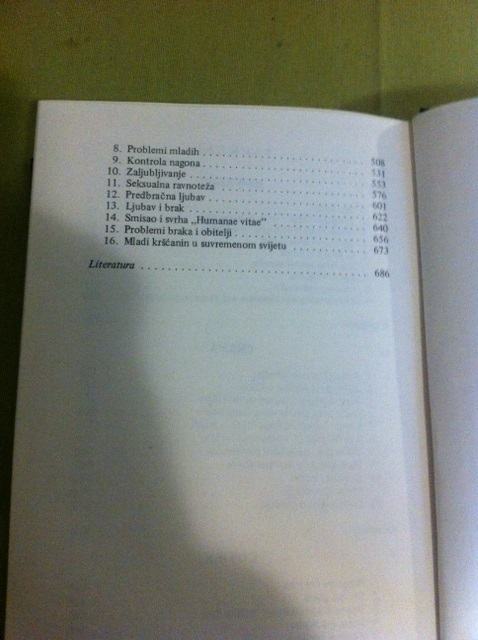 8. Problemi mladih . . . . . . . . . . . . . . . . . . . . . . . . . 508
9. Kontrola nagona . . . . . . . . . . . . . . . . . . . . . . . . . 531
10. Zaljubljivanje . . . . . . . . . . . . . . . . . . . . . . . . . 553
11. Seksualna ravnoteža . . . . . . . . . . . . . . . . . . . . . . 576
12. Predbračna ljubav . . . . . . . . . . . . . . . . . . . . . . . 601
13. Ljubav i brak . . . . . . . . . . . . . . . . . . . . . . . . . 622
14. Smisao i svrha „Humanae vitae” . . . . . . . . . . . . . . . 640
15. Problemi braka i obitelji . . . . . . . . . . . . . . . . . . . 656
16. Mladi kršćanin u suvremenom svijetu . . . . . . . . . . . . 673
Literatura . . . . . . . . . . . . . . . . . . . . . . . . . . . . . 686